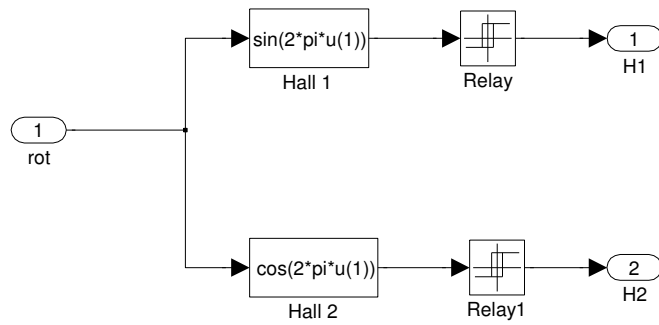 sin(2*pi*u(1))
1
Hall 1
Relay
H1
1
rot
cos(2*pi*u(1))
2
Hall 2
Relay1
H2